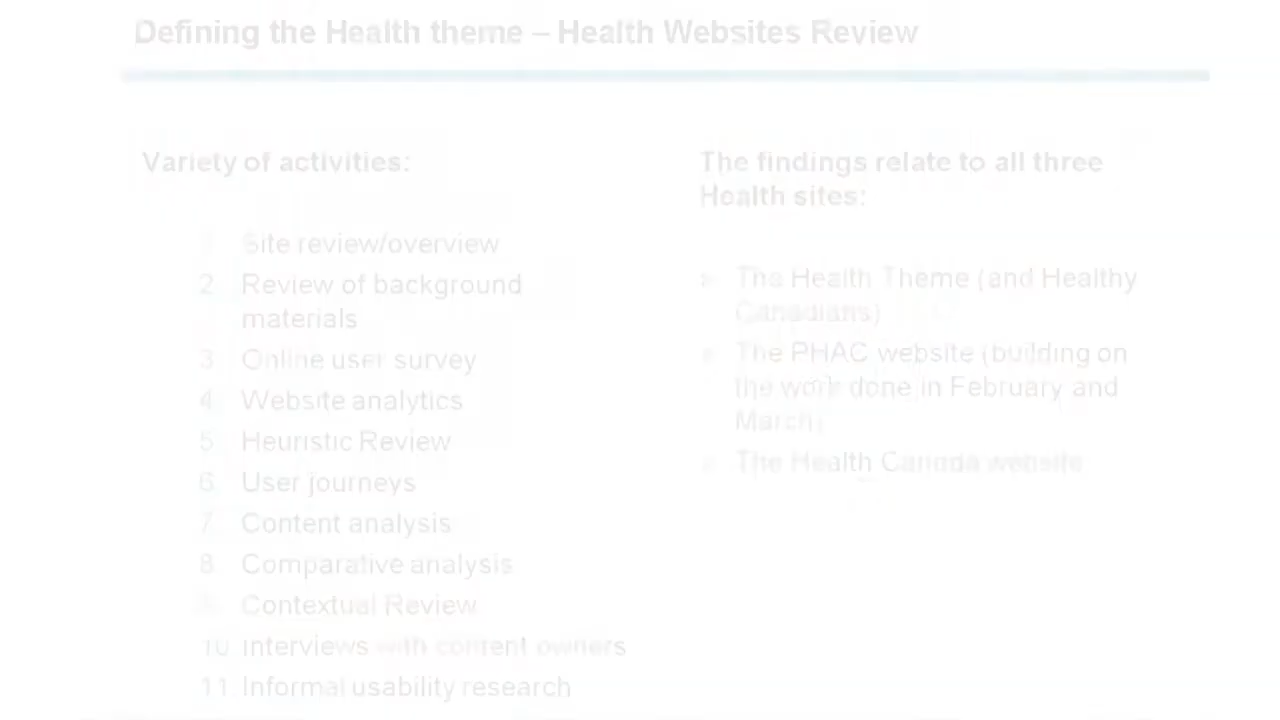 Defining the Health theme – Health Websites Review
Variety of activities:
1. Site review/overview
2. Review of background
materials
3. Online user survey
4. Website analytics
5. Heuristic Review
6. User journeys
7. Content analysis
8. Comparative analysis
9. Contextual Review
10. Interviews with content owners
11. Informal usability research
The findings relate to all three
Health sites:
The Health Theme (and Healthy
Canadians)
The PHAC website (building on
the work done in February and
March)
The Health Canada website